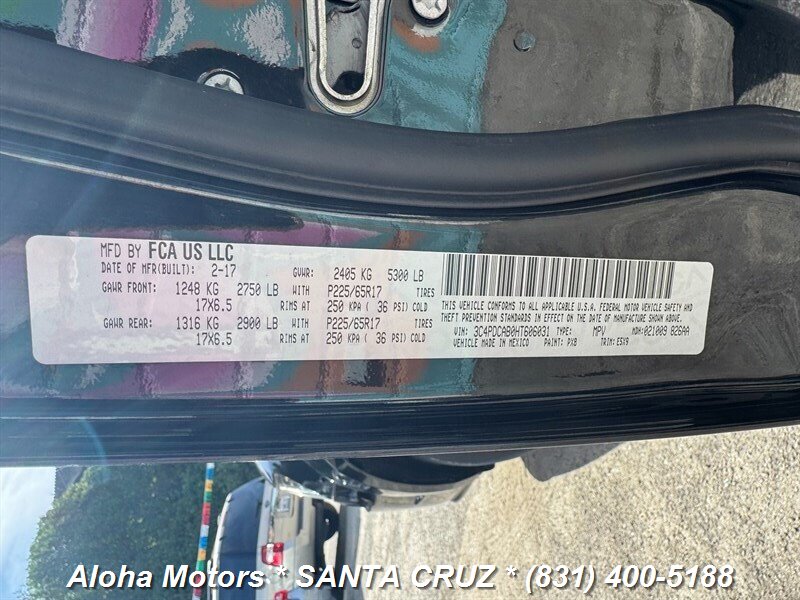 MFD BY FCA US LLC
DATE OF MFR(BUILT): 2-17 GVWR: 2405 KG 5300 LB
GAWR FRONT: 1248 KG 2750 LB WITH P225/65R17 TIRES
17X6.5 RIMS AT 250 KPA ( 36 PSI) COLD
GAWR REAR: 1316 KG 2900 LB WITH P225/65R17 TIRES
17X6.5 RIMS AT 250 KPA ( 36 PSI) COLD
THIS VEHICLE CONFORMS TO ALL APPLICABLE U.S.A. FEDERAL MOTOR VEHICLE SAFETY AND
THEFT PREVENTION STANDARDS IN EFFECT ON THE DATE OF MANUFACTURE SHOWN ABOVE.
VIN: 3C4PDCAB0HT606031 TYPE: MPV MDH:021009 826AA
VEHICLE MADE IN MEXICO PAINT: PX8 TRIM: E5X9
Aloha Motors * SANTA CRUZ * (831) 400-5188